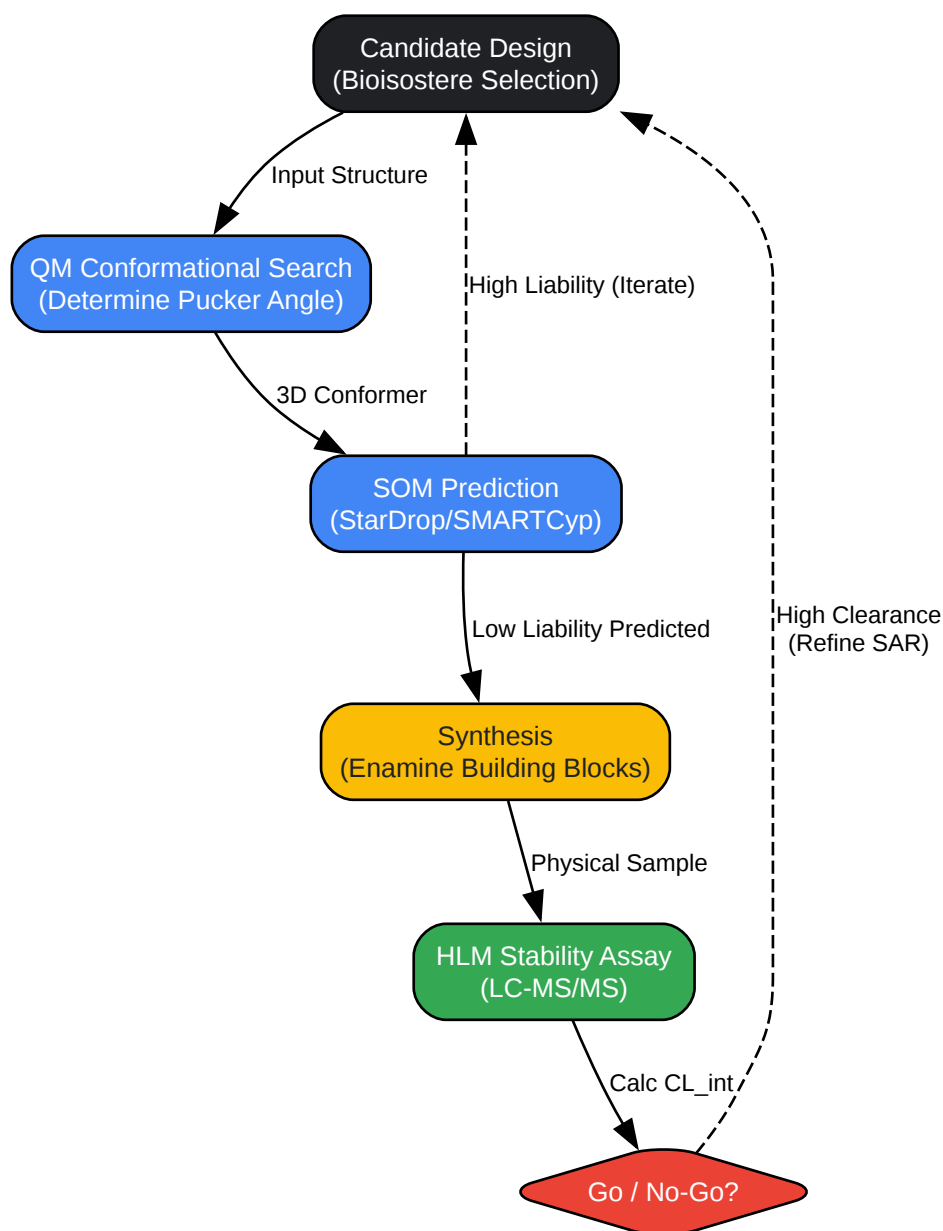 Candidate Design
(Bioisostere Selection)
Input Structure
QM Conformational Search
(Determine Pucker Angle)
High Liability (Iterate)
3D Conformer
SOM Prediction
(StarDrop/SMARTCyp)
High Clearance
(Refine SAR)
Low Liability Predicted
Synthesis
(Enamine Building Blocks)
Physical Sample
HLM Stability Assay
(LC-MS/MS)
Calc CL_int
Go / No-Go?